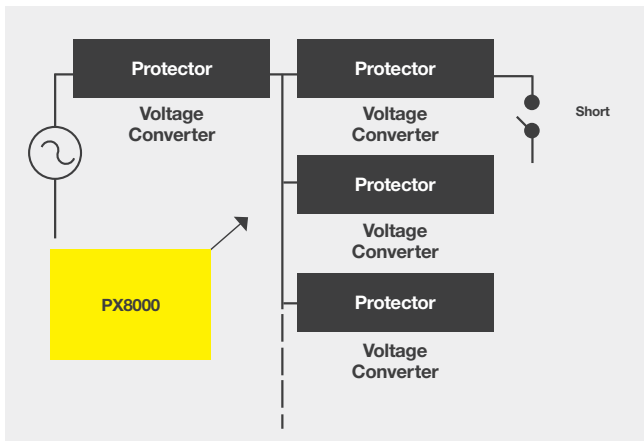 Protector
Voltage
Converter
Protector
Voltage
Converter
Short
Protector
Voltage
Converter
PX8000
Protector
Voltage
Converter